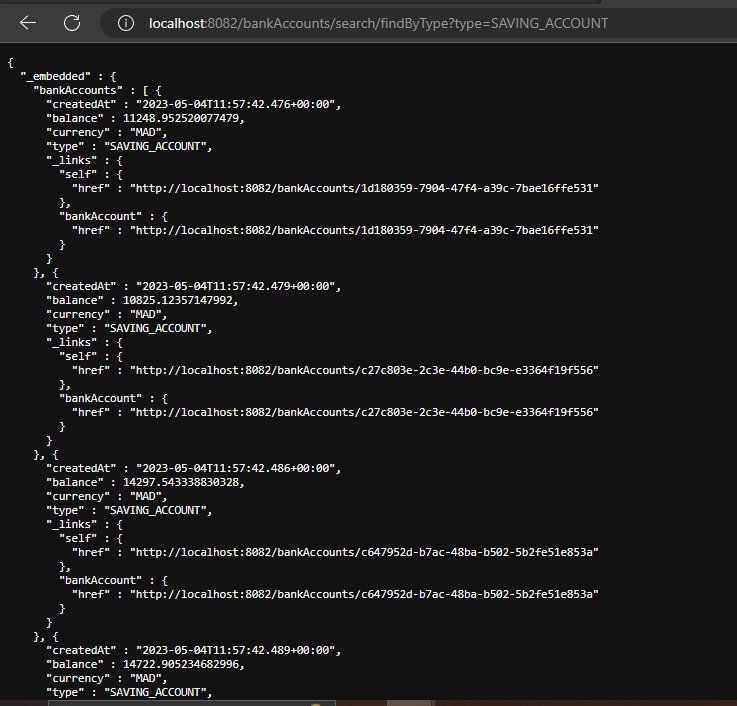 localhost:8082/bankAccounts/search/findByType?type=SAVING_ACCOUNT
{
  "_embedded" : {
    "bankAccounts" : [ {
      "createdAt" : "2023-05-04T11:57:42.476+00:00",
      "balance" : 11248.952520077479,
      "currency" : "MAD",
      "type" : "SAVING_ACCOUNT",
      "_links" : {
        "self" : {
          "href" : "http://localhost:8082/bankAccounts/1d180359-7904-47f4-a39c-7bae16ffe531"
        },
        "bankAccount" : {
          "href" : "http://localhost:8082/bankAccounts/1d180359-7904-47f4-a39c-7bae16ffe531"
        }
      }
    }, {
      "createdAt" : "2023-05-04T11:57:42.479+00:00",
      "balance" : 10825.12357147992,
      "currency" : "MAD",
      "type" : "SAVING_ACCOUNT",
      "_links" : {
        "self" : {
          "href" : "http://localhost:8082/bankAccounts/c27c803e-2c3e-44b0-bc9e-e3364f19f556"
        },
        "bankAccount" : {
          "href" : "http://localhost:8082/bankAccounts/c27c803e-2c3e-44b0-bc9e-e3364f19f556"
        }
      }
    }, {
      "createdAt" : "2023-05-04T11:57:42.486+00:00",
      "balance" : 14297.543338830328,
      "currency" : "MAD",
      "type" : "SAVING_ACCOUNT",
      "_links" : {
        "self" : {
          "href" : "http://localhost:8082/bankAccounts/c647952d-b7ac-48ba-b502-5b2fe51e853a"
        },
        "bankAccount" : {
          "href" : "http://localhost:8082/bankAccounts/c647952d-b7ac-48ba-b502-5b2fe51e853a"
        }
      }
    }, {
      "createdAt" : "2023-05-04T11:57:42.489+00:00",
      "balance" : 14722.905234682996,
      "currency" : "MAD",
      "type" : "SAVING_ACCOUNT",